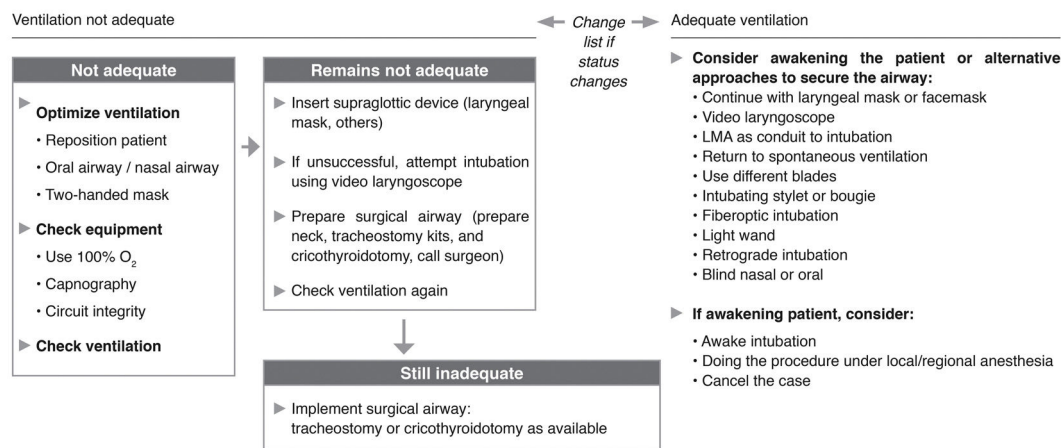 Ventilation not adequate
Not adequate
Optimize ventilation
• Reposition patient
• Oral airway / nasal airway
• Two-handed mask
Check equipment
• Use 100% O2
• Capnography
• Circuit integrity
Check ventilation
Remains not adequate
Insert supraglottic device (laryngeal
mask, others)
If unsuccessful, attempt intubation
using video laryngoscope
Prepare surgical airway (prepare
neck, tracheostomy kits, and
cricothyroidotomy, call surgeon)
Check ventilation again
Still inadequate
Implement surgical airway:
tracheostomy or cricothyroidotomy as available
Change
list if
status
changes
Adequate ventilation
Consider awakening the patient or alternative
approaches to secure the airway:
• Continue with laryngeal mask or facemask
• Video laryngoscope
• LMA as conduit to intubation
• Return to spontaneous ventilation
• Use different blades
• Intubating stylet or bougie
• Fiberoptic intubation
• Light wand
• Retrograde intubation
• Blind nasal or oral
If awakening patient, consider:
• Awake intubation
• Doing the procedure under local/regional anesthesia
• Cancel the case